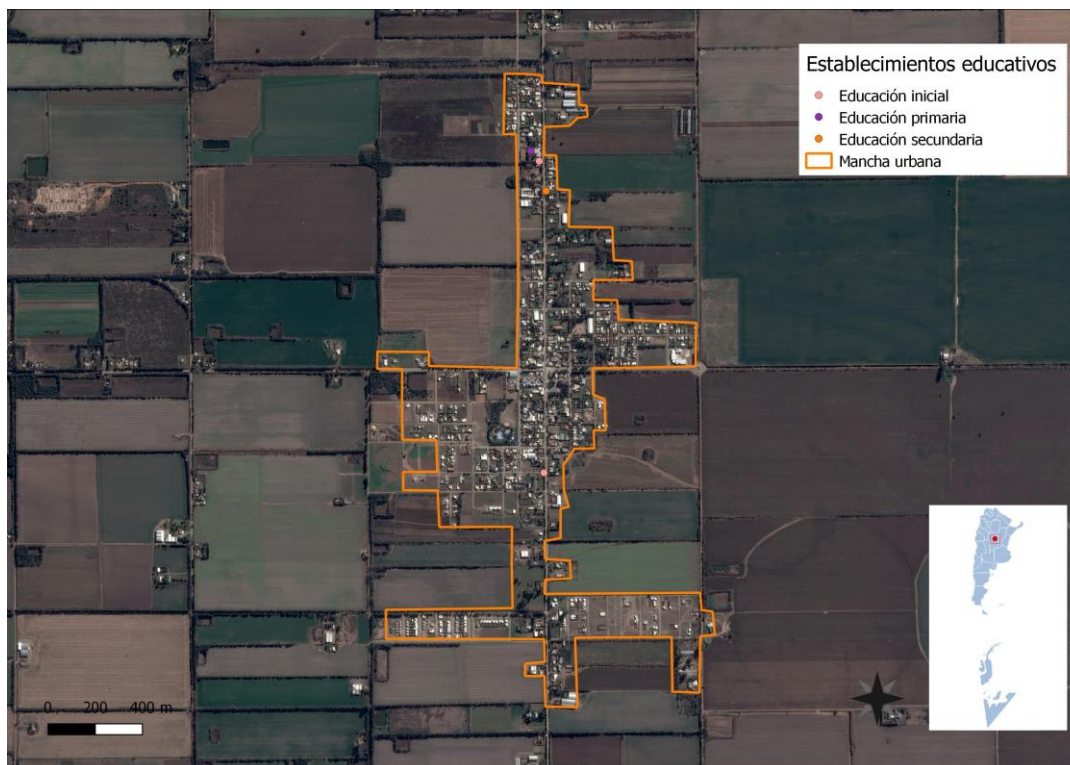 Establecimientos educativos
Educación inicial
Educación primaria
Educación secundaria
Mancha urbana
0 200 400 m